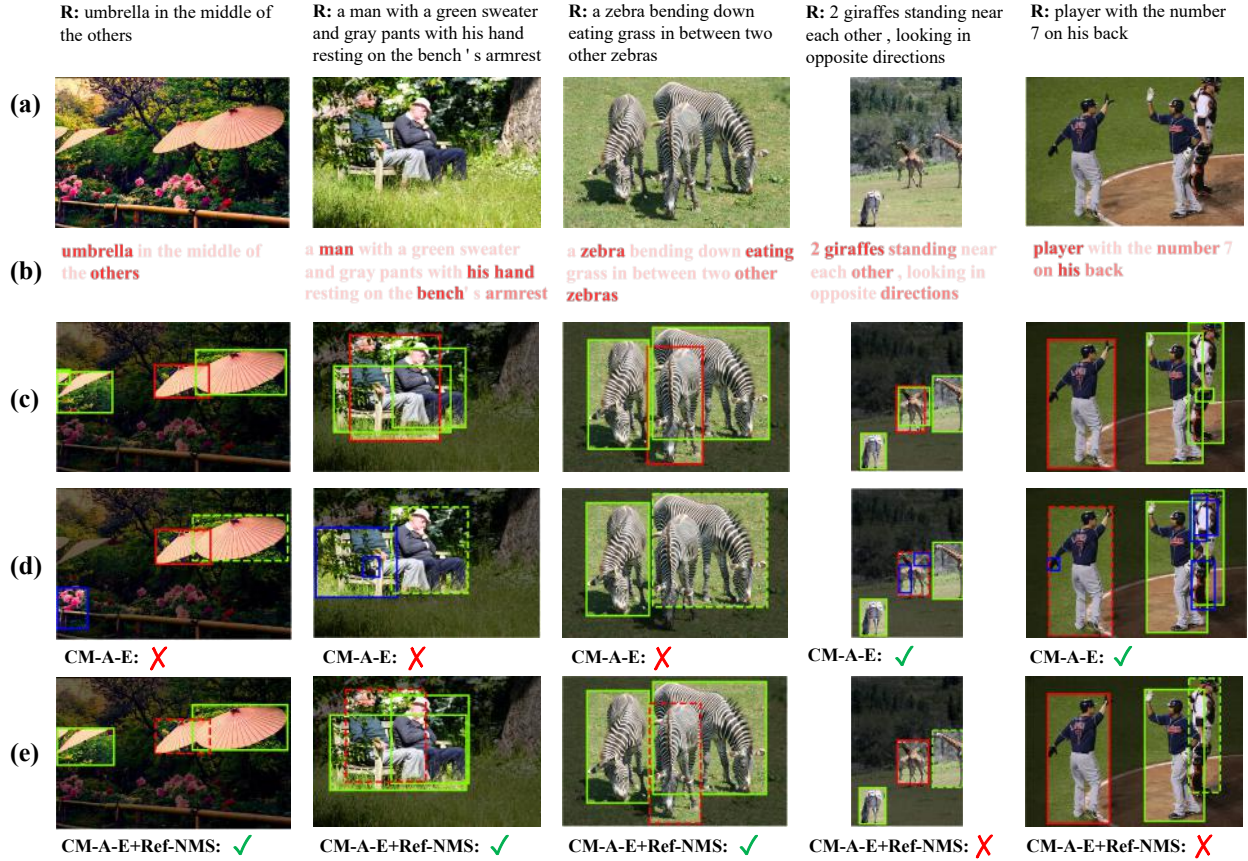 R: umbrella in the middle of
the others
R: a man with a green sweater
and gray pants with his hand
resting on the bench ' s armrest
R: a zebra bending down
eating grass in between two
other zebras
R: 2 giraffes standing near
each other , looking in
opposite directions
R: player with the number
7 on his back
(a)
(b)
umbrella in the middle of
the others
a man with a green sweater
and gray pants with his hand
resting on the bench' s armrest
a zebra bending down eating
grass in between two other
zebras
2 giraffes standing near
each other , looking in
opposite directions
player with the number 7
on his back
(c)
(d)
CM-A-E: ✗
CM-A-E: ✗
CM-A-E: ✗
CM-A-E: ✓
CM-A-E: ✓
(e)
CM-A-E+Ref-NMS: ✓
CM-A-E+Ref-NMS: ✓
CM-A-E+Ref-NMS: ✓
CM-A-E+Ref-NMS: ✗
CM-A-E+Ref-NMS: ✗